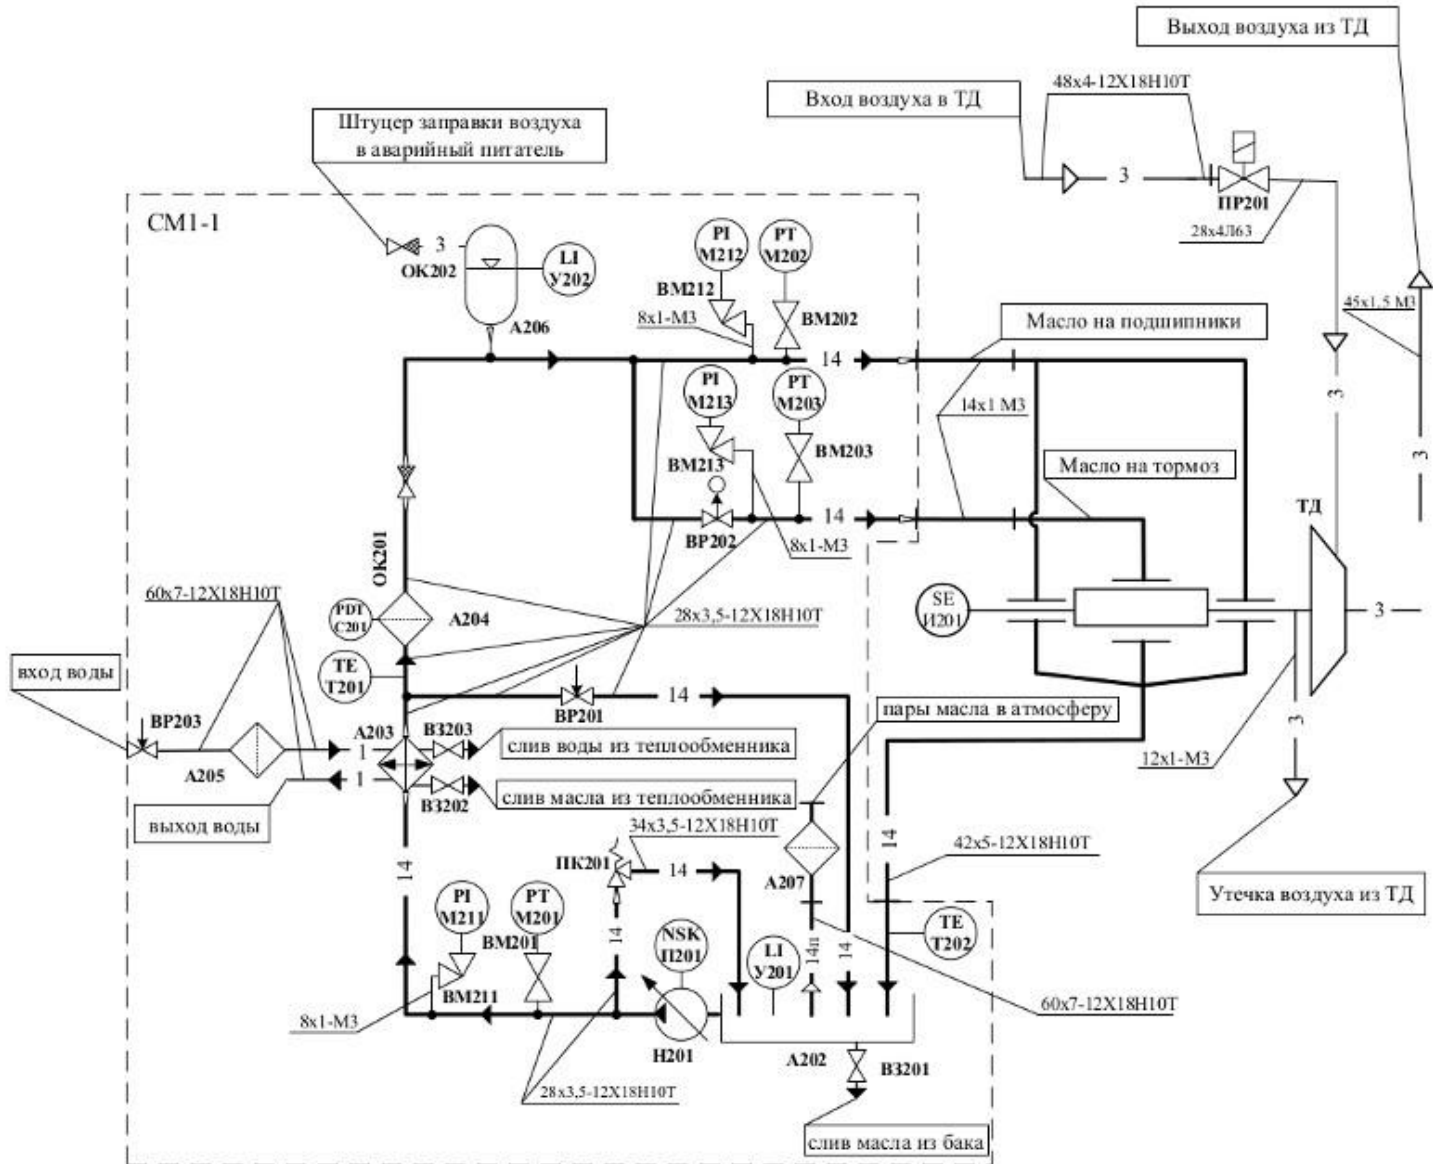 Выход воздуха из ТД
48х4-12Х18Н10Т
Вход воздуха в ТД
3
ПР201
28х4Л63
Штуцер заправки воздуха
в аварийный питатель
СМ1-1
3
ОК202
LI
У202
А206
PI
М212
PT
М202
ВМ212
8х1-М3
ВМ202
14
Масло на подшипники
45х1,5 М3
PI
М213
PT
М203
14х1 М3
3
ВМ213
ВМ203
Масло на тормоз
3
ВР202
14
8х1-М3
ТД
ОК201
60х7-12Х18Н10Т
PDT
С201
А204
28х3,5-12Х18Н10Т
SE
И201
3
вход воды
TE
Т201
ВР201
14
пары масла в атмосферу
3
ВР203
А203
ВЗ203
слив воды из теплообменника
1
А205
12х1-М3
1
ВЗ202
слив масла из теплообменника
выход воды
34х3,5-12Х18Н10Т
14
42х5-12Х18Н10Т
14
ПК201
14
А207
Утечка воздуха из ТД
PI
М211
PT
М201
ВМ201
14
NSK
П201
LI
У201
14п
14
TE
Т202
ВМ211
8х1-М3
60х7-12Х18Н10Т
Н201
А202
ВЗ201
28х3,5-12Х18Н10Т
слив масла из бака